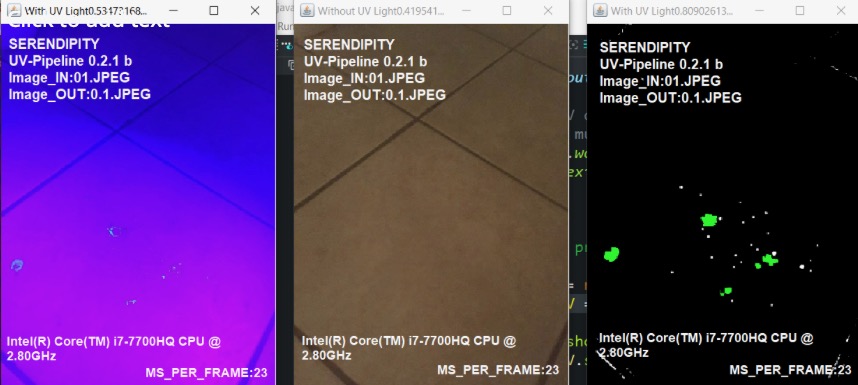 With UV Light0.53473168...
Without UV Light0.419541...
With UV Light0.80902613...
Click to add text
SERENDIPITY
UV-Pipeline 0.2.1 b
Image_IN:01.JPEG
Image_OUT:0.1.JPEG
Intel(R) Core(TM) i7-7700HQ CPU @
2.80GHz
MS_PER_FRAME:23
SERENDIPITY
UV-Pipeline 0.2.1 b
Image_IN:01.JPEG
Image_OUT:0.1.JPEG
Intel(R) Core(TM) i7-7700HQ CPU @
2.80GHz
MS_PER_FRAME:23
SERENDIPITY
UV-Pipeline 0.2.1 b
Image_IN:01.JPEG
Image_OUT:0.1.JPEG
Intel(R) Core(TM) i7-7700HQ CPU @
2.80GHz
MS_PER_FRAME:23